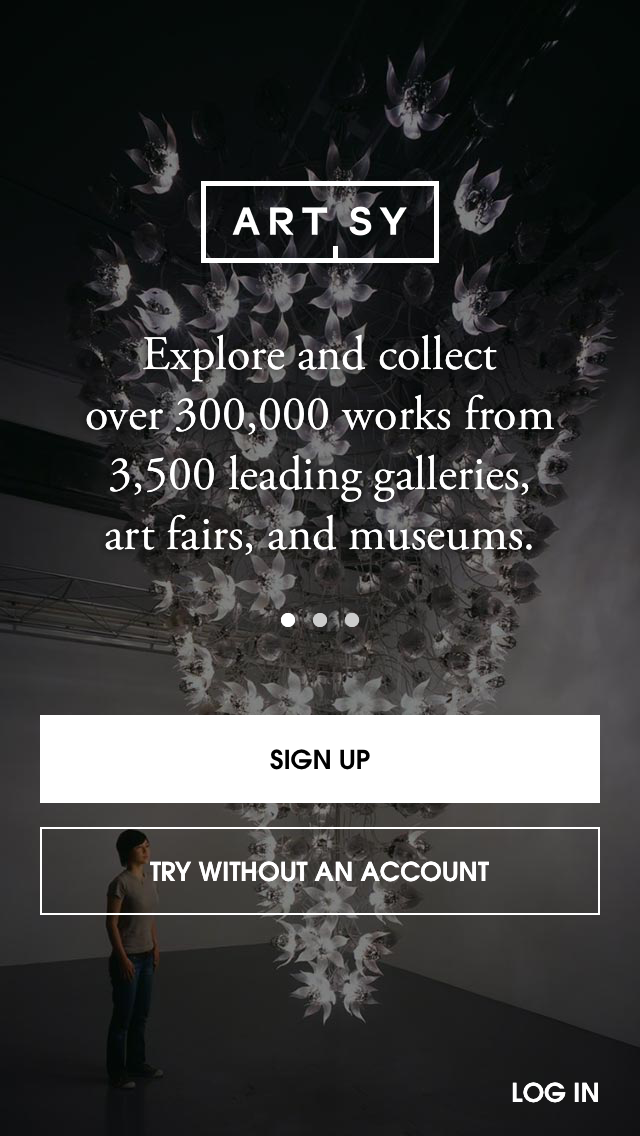 ARTSY
Explore and collect
over 300,000 works from
3,500 leading galleries,
art fairs, and museums.
SIGN UP
TRY WITHOUT AN ACCOUNT
LOG IN